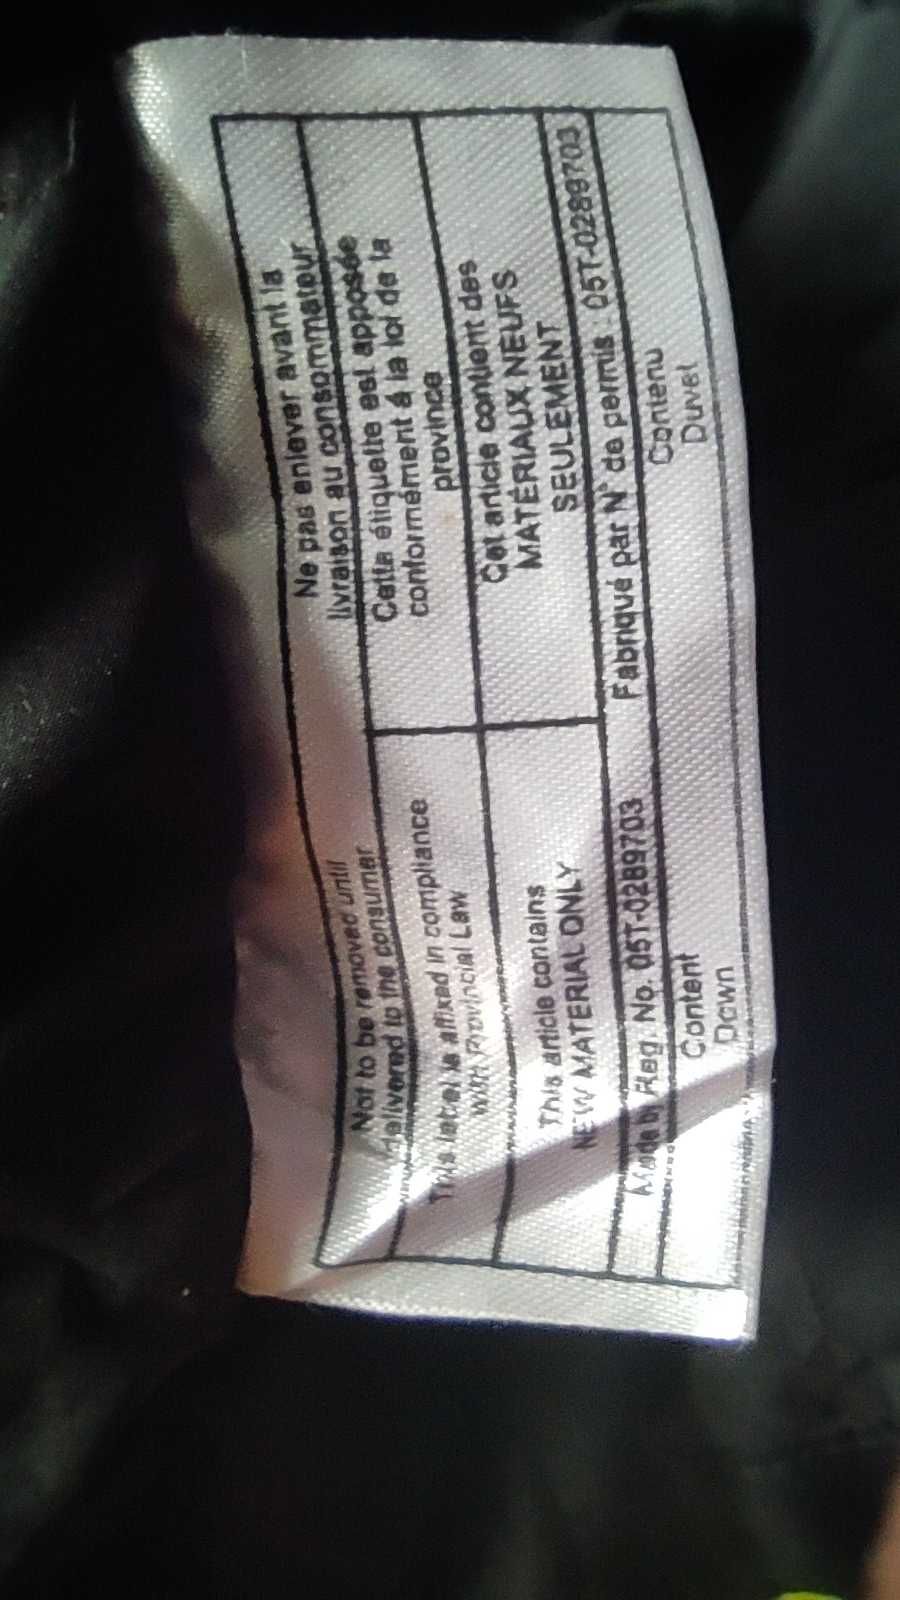 Not to be removed until
delivered to the consumer
Ne pas enlever avant la
livraison au consommateur
This label is affixed in compliance
with Provincial Law
Cette étiquette est apposée
conformément á la loi de la
province
This article contains
NEW MATERIAL ONLY
Cet article contient des
MATÉRIAUX NEUFS
SEULEMENT
Made by Reg. No. 05T-0289703
Fabriqué par N° de permis : 05T-0289703
Content
Down
Contenu
Duvet